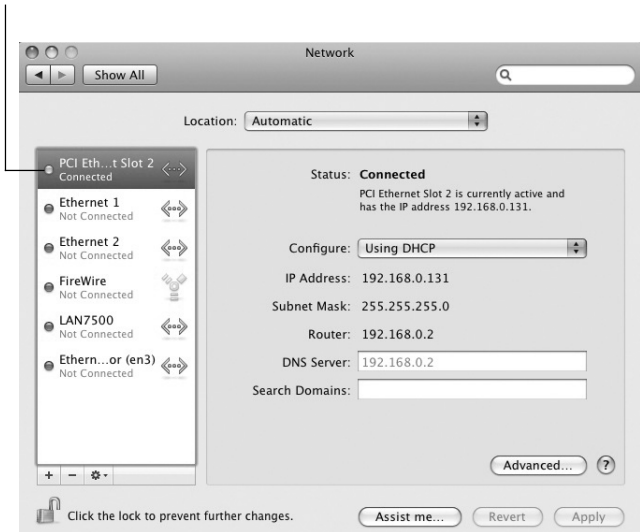 Network
Show All
Location: Automatic
PCI Eth...t Slot 2
Connected
Ethernet 1
Not Connected
Ethernet 2
Not Connected
FireWire
Not Connected
LAN7500
Not Connected
Ethern...or (en3)
Not Connected
Status: Connected
PCI Ethernet Slot 2 is currently active and
has the IP address 192.168.0.131.
Configure: Using DHCP
IP Address: 192.168.0.131
Subnet Mask: 255.255.255.0
Router: 192.168.0.2
DNS Server: 192.168.0.2
Search Domains:
Advanced... ?
Click the lock to prevent further changes.
Assist me... Revert Apply